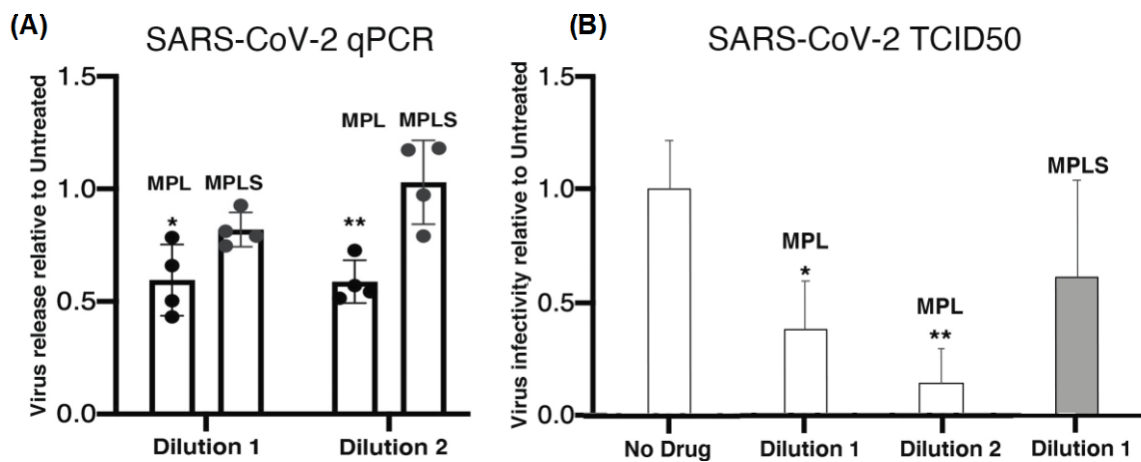 (A)
SARS-CoV-2 qPCR
Virus release relative to Untreated
1.5
1.0
0.5
0.0
MPL
MPLS
*
MPL
MPLS
**
Dilution 1
Dilution 2
(B)
SARS-CoV-2 TCID50
Virus infectivity relative to Untreated
1.5
1.0
0.5
0.0
MPL
*
MPL
**
MPLS
No Drug
Dilution 1
Dilution 2
Dilution 1